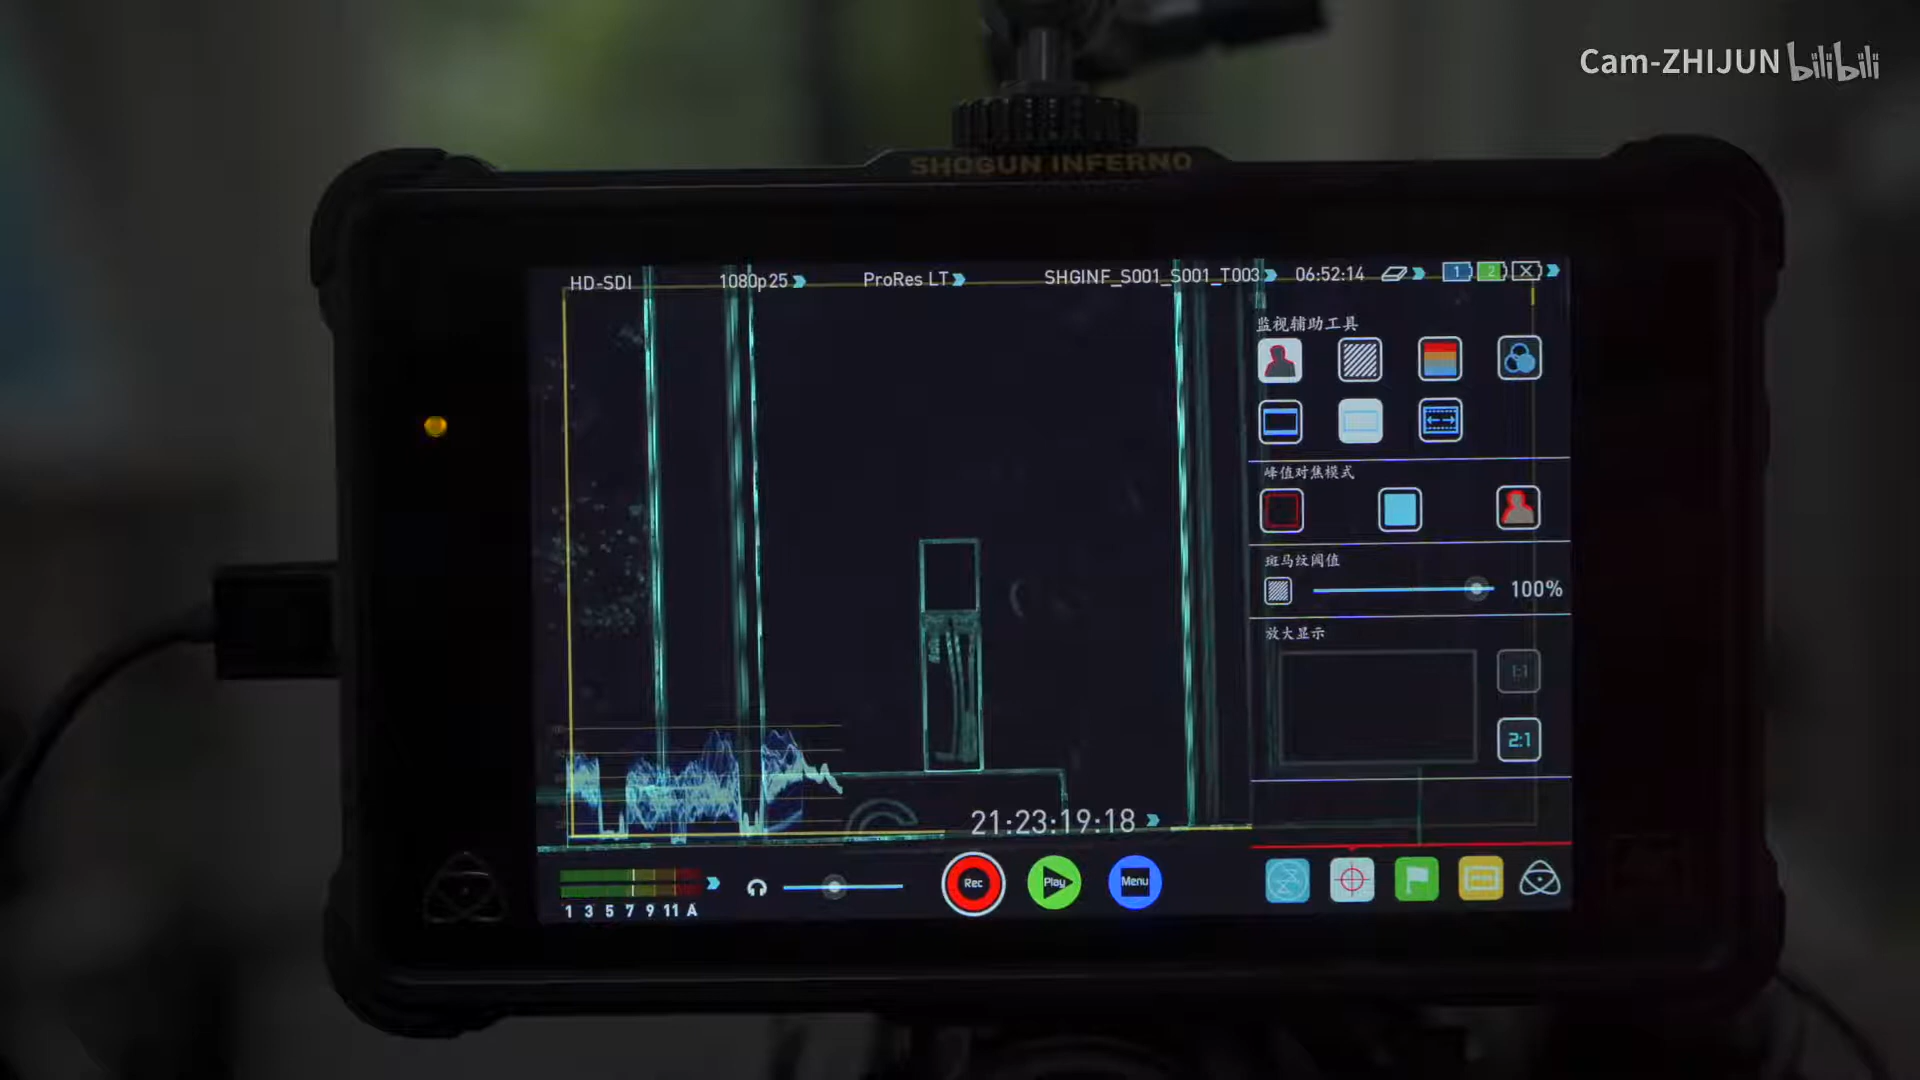 Cam-ZHIJUN bilibili
SHOGUN INFERNO
HD-SDI 1080p25 ProRes LT SHGINF_S001_S001_T003 06:52:14 1 2
监视辅助工具
峰值对焦模式
斑马纹阈值
100%
放大显示
1:1
2:1
21:23:19:18
Rec Play Menu
1 3 5 7 9 11 A